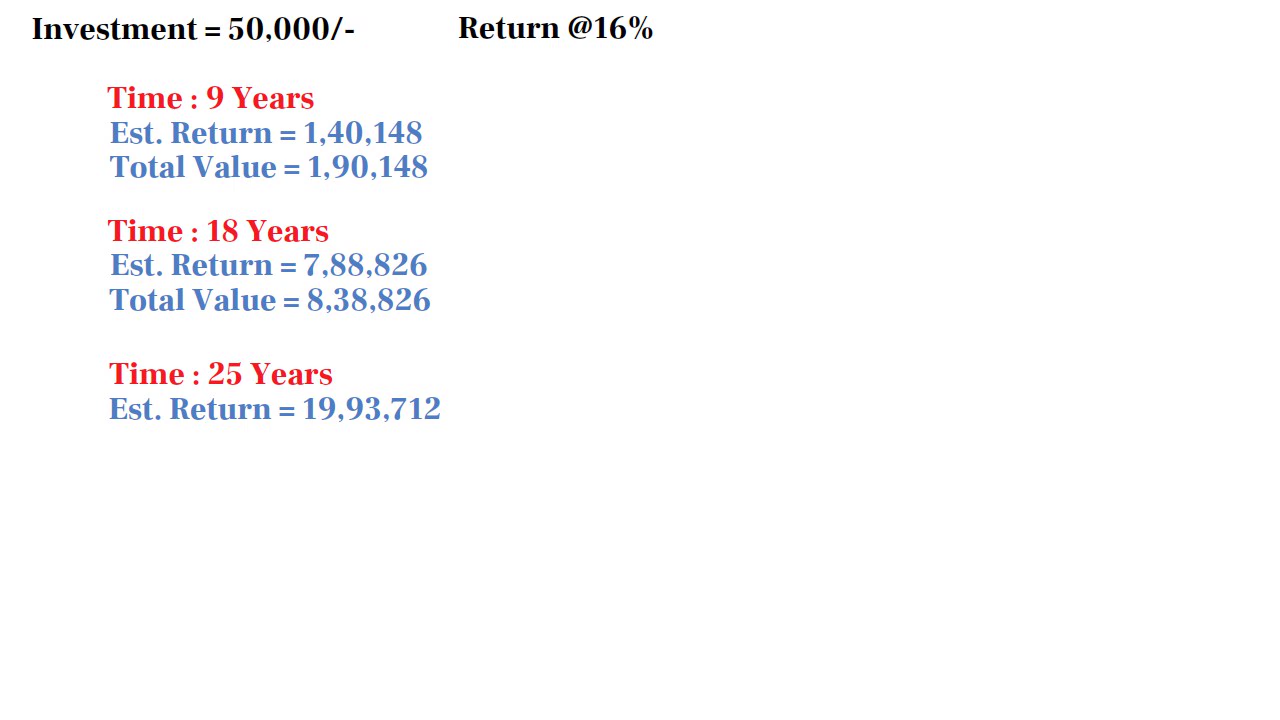 Investment = 50,000/- Return @16%
Time : 9 Years
Est. Return = 1,40,148
Total Value = 1,90,148
Time : 18 Years
Est. Return = 7,88,826
Total Value = 8,38,826
Time : 25 Years
Est. Return = 19,93,712